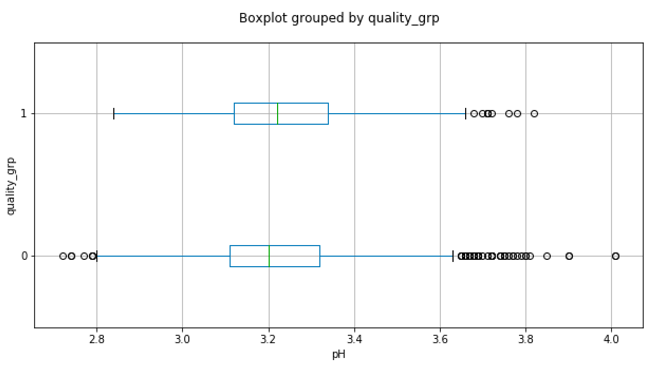 Boxplot grouped by quality_grp
1
0
quality_grp
2.8 3.0 3.2 3.4 3.6 3.8 4.0
pH